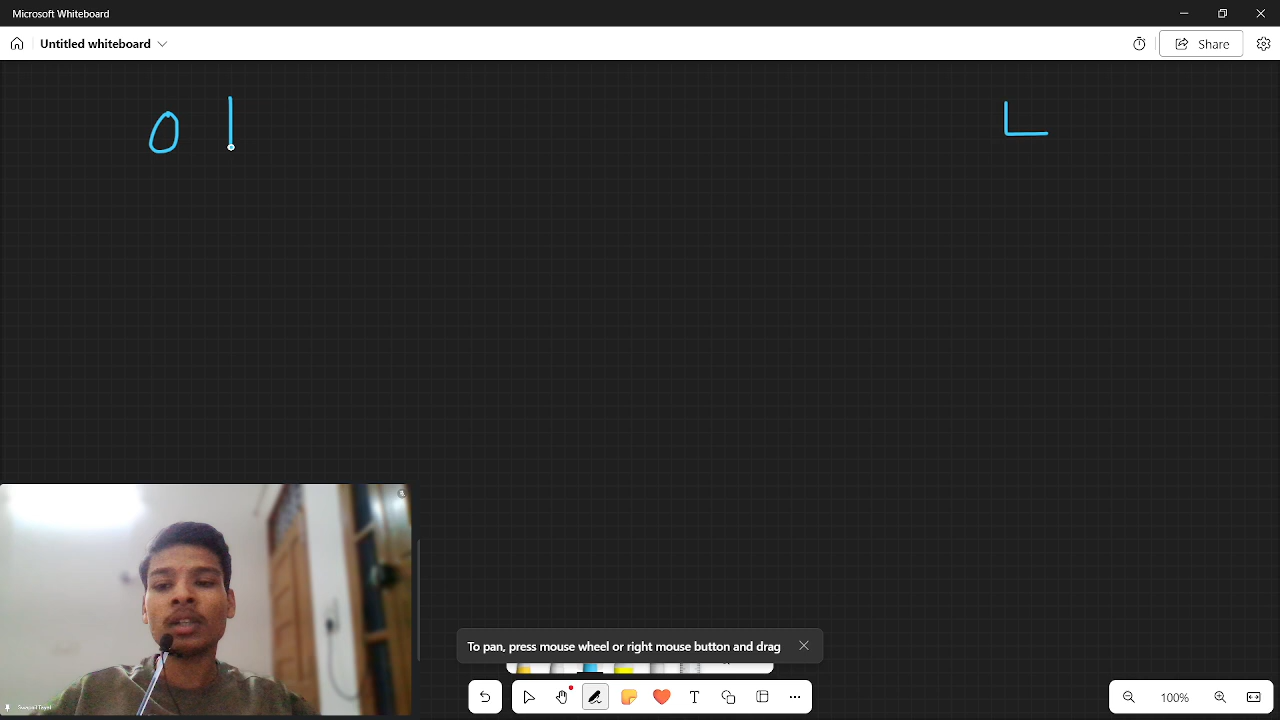 Microsoft Whiteboard
Untitled whiteboard
Share
0 1 L
To pan, press mouse wheel or right mouse button and drag
100%